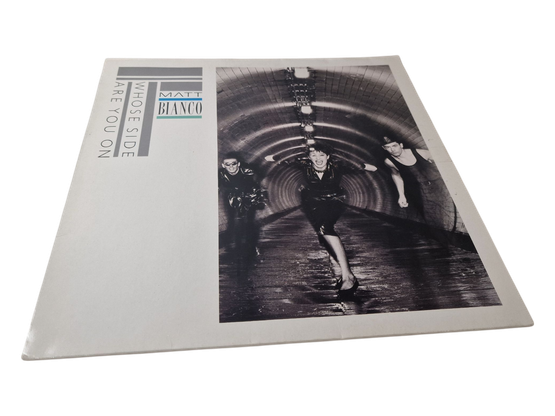 MATT
BIANCO
WHOSE SIDE
ARE YOU ON